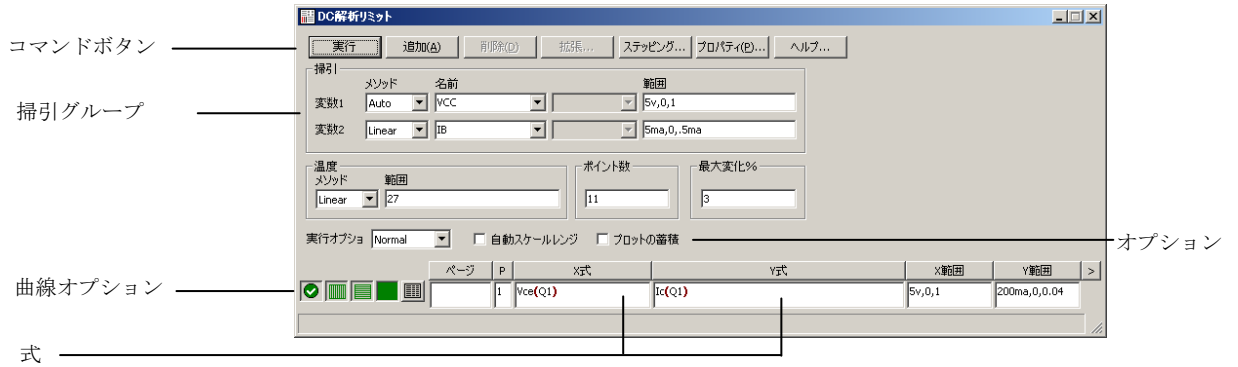 DC解析リミット
コマンドボタン
実行 追加(A) 削除(D) 拡張... ステッピング... プロパティ(P)... ヘルプ...
掃引
メソッド 名前 範囲
掃引グループ
変数1 Auto VCC 5v,0,1
変数2 Linear IB 5ma,0,.5ma
温度 ポイント数 最大変化%
メソッド 範囲
Linear 27 11 3
実行オプショ Normal 自動スケールレンジ プロットの蓄積
オプション
ページ P X式 Y式 X範囲 Y範囲 >
曲線オプション
1 Vce(Q1) Ic(Q1) 5v,0,1 200ma,0,0.04
式